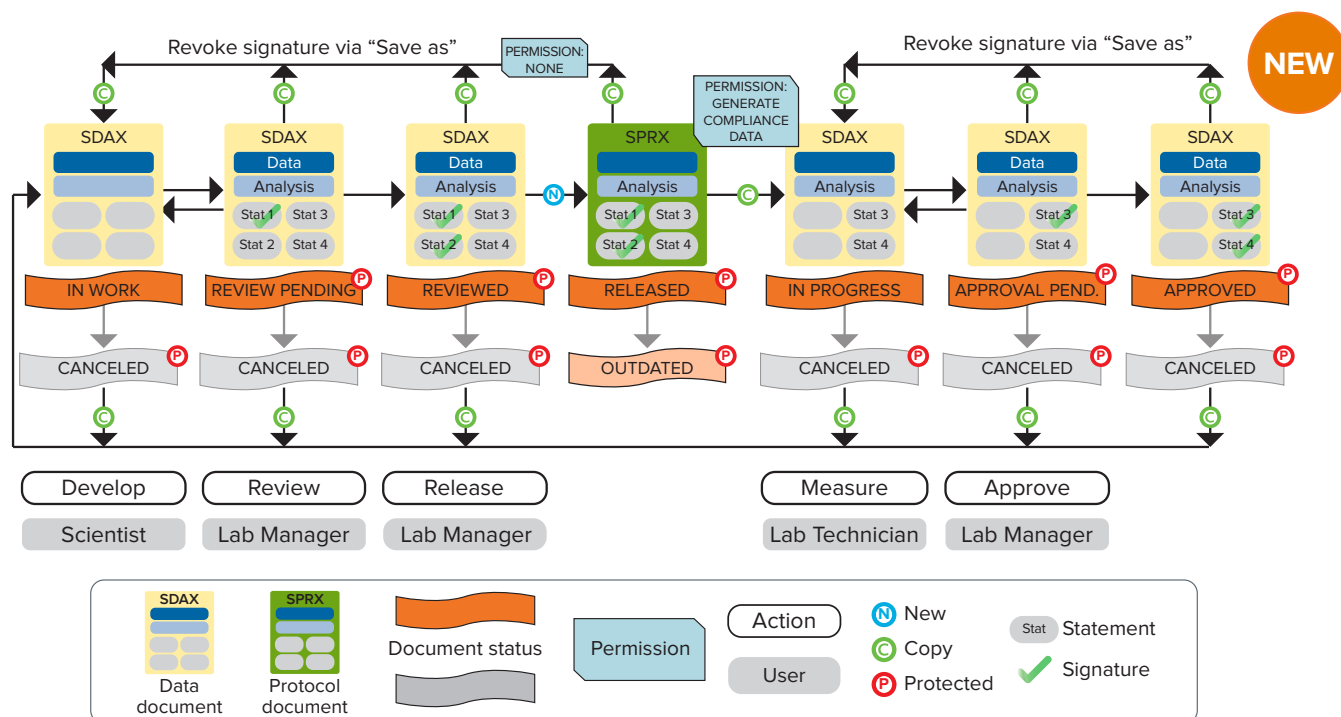 Revoke signature via “Save as”
PERMISSION:
NONE
Revoke signature via “Save as”
NEW
PERMISSION:
GENERATE
COMPLIANCE
DATA
C
C
C
C
C
C
C
SDAX
SDAX
Data
Analysis
Stat 1
Stat 3
Stat 2
Stat 4
SDAX
Data
Analysis
Stat 1
Stat 3
Stat 2
Stat 4
N
SPRX
Analysis
Stat 1
Stat 3
Stat 2
Stat 4
C
SDAX
Analysis
Stat 3
Stat 4
SDAX
Data
Analysis
Stat 3
Stat 4
SDAX
Data
Analysis
Stat 3
Stat 4
IN WORK
REVIEW PENDING
P
REVIEWED
P
RELEASED
P
IN PROGRESS
APPROVAL PEND.
P
APPROVED
P
CANCELED
P
CANCELED
P
CANCELED
P
OUTDATED
P
CANCELED
P
CANCELED
P
CANCELED
P
C
C
C
C
C
C
Develop
Review
Release
Measure
Approve
Scientist
Lab Manager
Lab Manager
Lab Technician
Lab Manager
SDAX
Data
document
SPRX
Protocol
document
Document status
Permission
Action
User
N New
C Copy
P Protected
Stat Statement
Signature